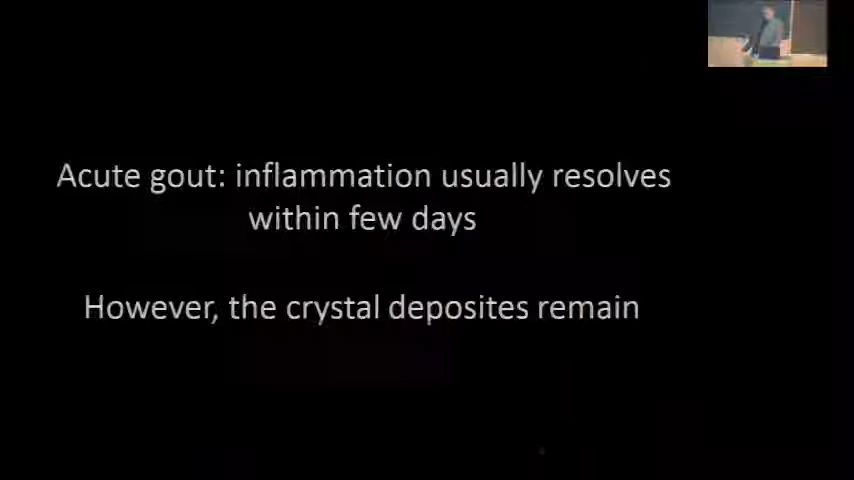 Acute gout: inflammation usually resolves
within few days
However, the crystal deposites remain